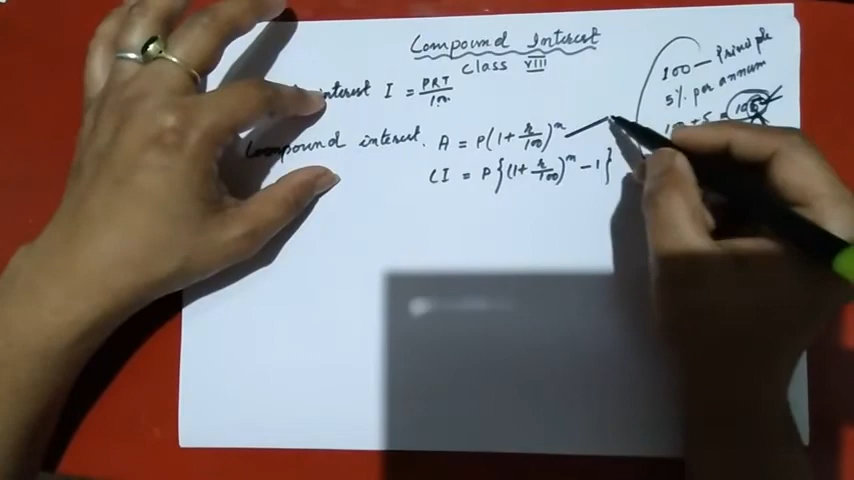 Compound Interest
Class VIII
interest I = PRT/100
Compound interest. A = P(1 + r/100)^n
CI = P{(1 + r/100)^n - 1}
100 — Principle
5% per annum